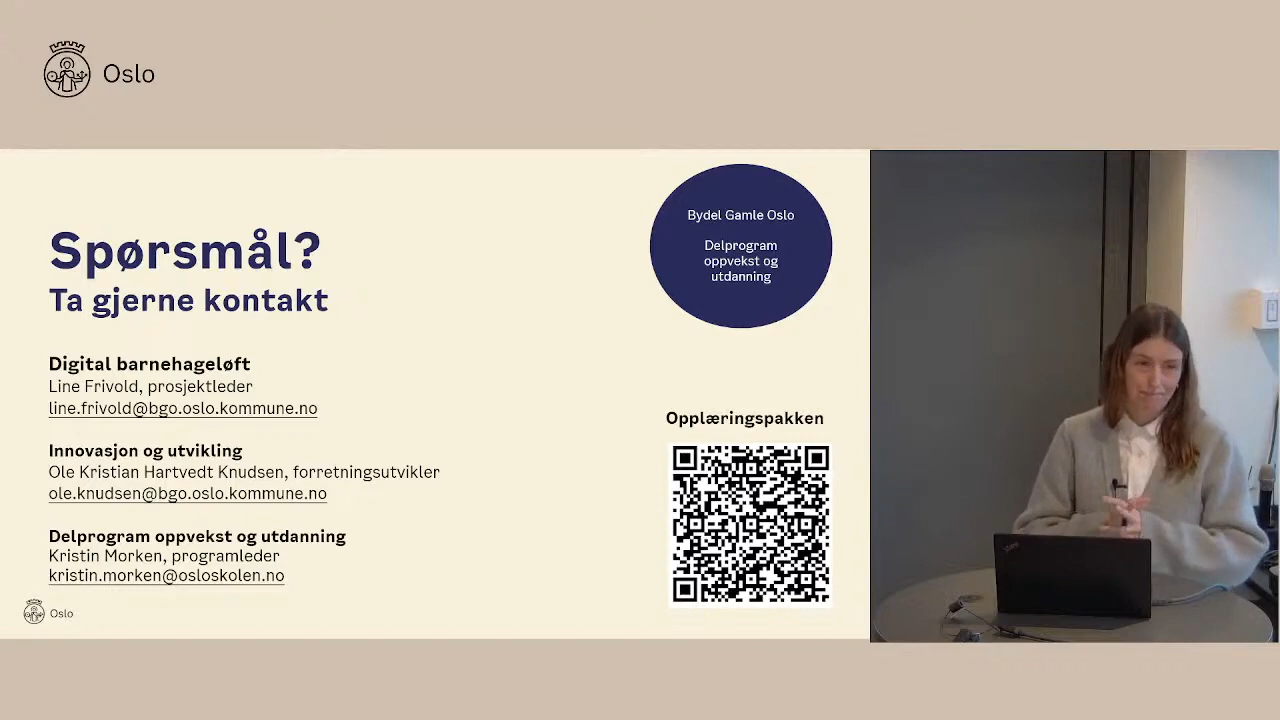 Oslo
Spørsmål?
Ta gjerne kontakt
Digital barnehageløft
Line Frivold, prosjektleder
line.frivold@bgo.oslo.kommune.no
Innovasjon og utvikling
Ole Kristian Hartvedt Knudsen, forretningsutvikler
ole.knudsen@bgo.oslo.kommune.no
Delprogram oppvekst og utdanning
Kristin Morken, programleder
kristin.morken@osloskolen.no
Oslo
Bydel Gamle Oslo
Delprogram
oppvekst og
utdanning
Opplæringspakken